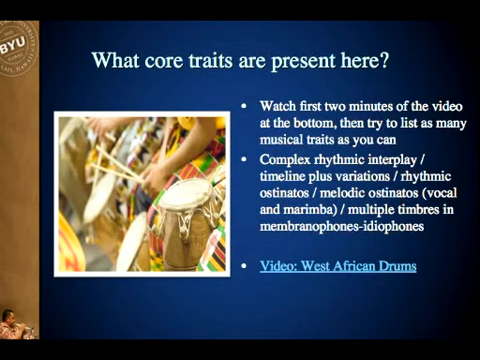 BYU
What core traits are present here?
• Watch first two minutes of the video
at the bottom, then try to list as many
musical traits as you can
• Complex rhythmic interplay /
timeline plus variations / rhythmic
ostinatos / melodic ostinatos (vocal
and marimba) / multiple timbres in
membranophones-idiophones
• Video: West African Drums